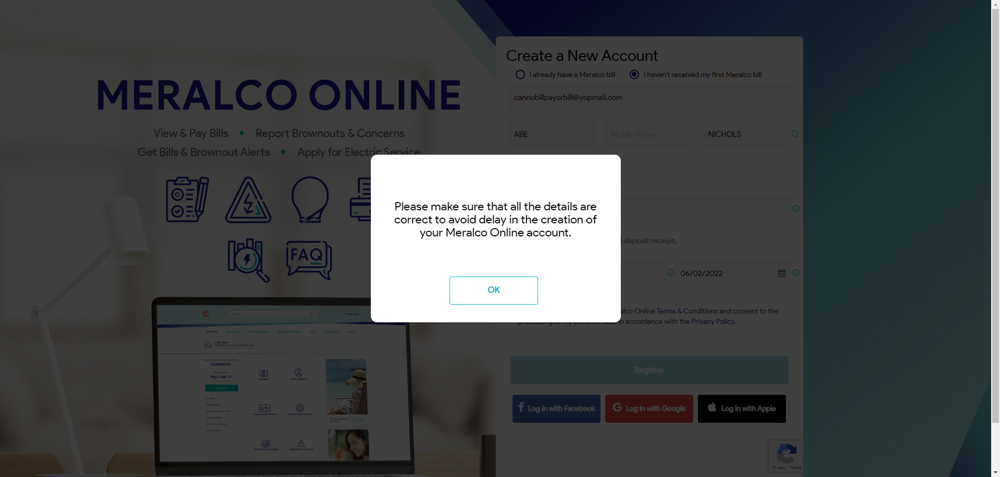 MERALCO ONLINE
View & Pay Bills • Report Brownouts & Concerns
Get Bills & Brownout Alerts • Apply for Electric Service
FAQ
Create a New Account
I already have a Meralco bill
I haven't received my first Meralco bill
cannobillpayorbill@yopmail.com
ABE
Middle Name
NICHOLS
deposit receipt.
06/02/2022
Online Terms & Conditions and consent to the
processing of my personal data in accordance with the Privacy Policy.
Register
Log In with Facebook
Log In with Google
Log In with Apple
Privacy - Terms
Please make sure that all the details are
correct to avoid delay in the creation of
your Meralco Online account.
OK
Overview
Php 5,480.75